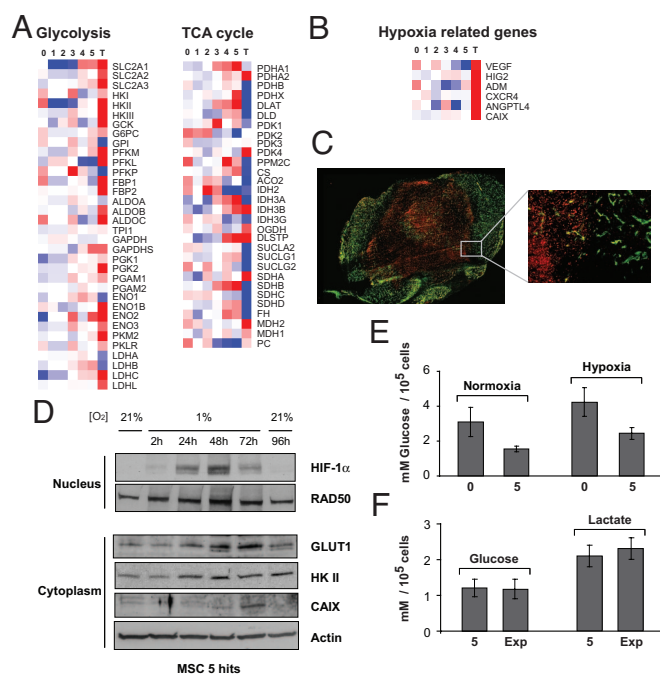 A
Glycolysis
0 1 2 3 4 5 T
SLC2A1
SLC2A2
SLC2A3
HKI
HKII
HKIII
GCK
G6PC
GPI
PFKM
PFKL
PFKP
FBP1
FBP2
ALDOA
ALDOB
ALDOC
TPI1
GAPDH
GAPDHS
PGK1
PGK2
PGAM1
PGAM2
ENO1
ENO1B
ENO2
ENO3
PKM2
PKLR
LDHA
LDHB
LDHC
LDHL
TCA cycle
0 1 2 3 4 5 T
PDHA1
PDHA2
PDHB
PDHX
DLAT
DLD
PDK1
PDK2
PDK3
PDK4
PPM2C
CS
ACO2
IDH2
IDH3A
IDH3B
IDH3G
OGDH
DLSTP
SUCLA2
SUCLG1
SUCLG2
SDHA
SDHB
SDHC
SDHD
FH
MDH2
MDH1
PC
B
Hypoxia related genes
0 1 2 3 4 5 T
VEGF
HIG2
ADM
CXCR4
ANGPTL4
CAIX
C
D
[O₂] 21% 1% 21%
2h 24h 48h 72h 96h
Nucleus
HIF-1α
RAD50
Cytoplasm
GLUT1
HK II
CAIX
Actin
MSC 5 hits
E
mM Glucose / 10⁵ cells
6
4
2
0
Normoxia
Hypoxia
0 5 0 5
F
mM / 10⁵ cells
3
2
1
0
Glucose
Lactate
5 Exp 5 Exp